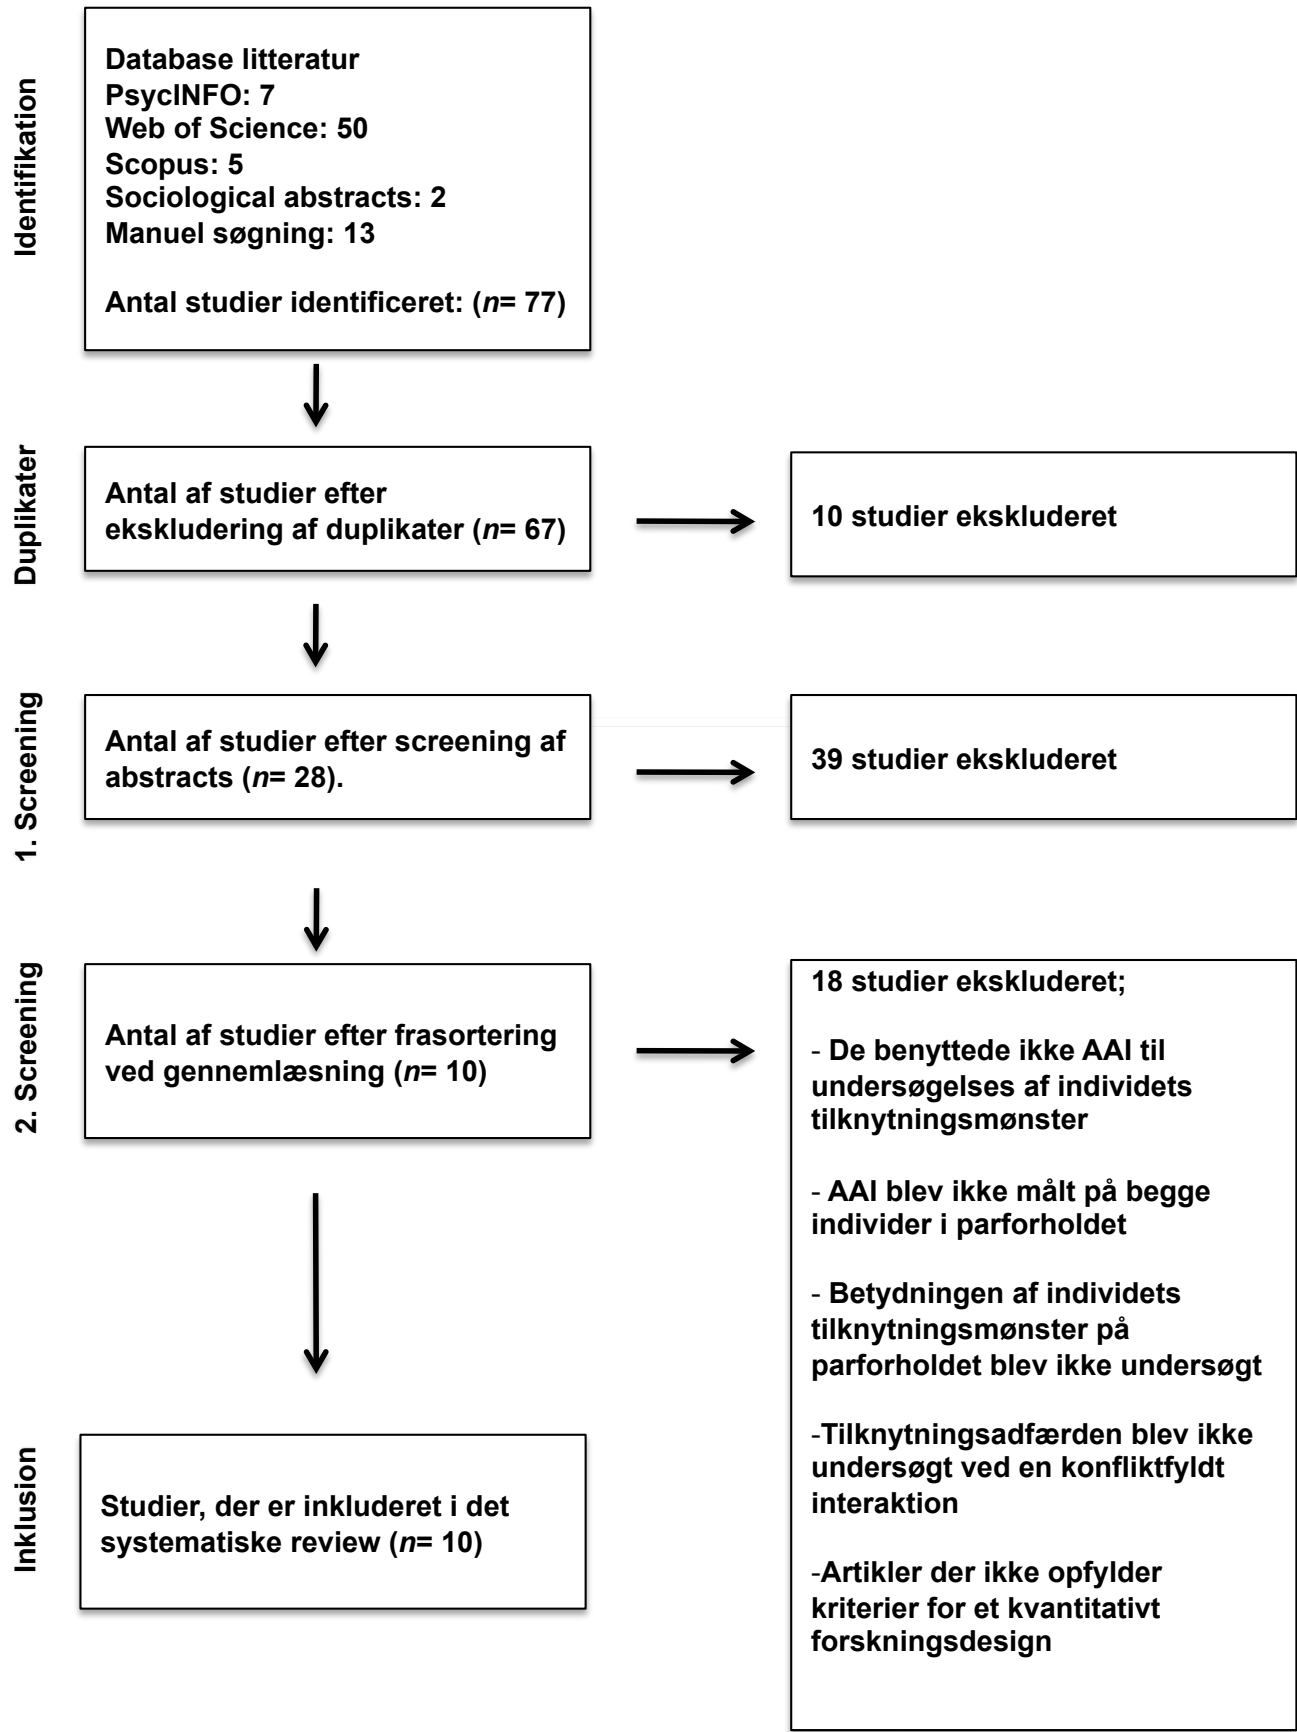 Identifikation
Database litteratur
PsycINFO: 7
Web of Science: 50
Scopus: 5
Sociological abstracts: 2
Manuel søgning: 13
Antal studier identificeret: (n= 77)
Duplikater
Antal af studier efter
ekskludering af duplikater (n= 67)
10 studier ekskluderet
1. Screening
Antal af studier efter screening af
abstracts (n= 28).
39 studier ekskluderet
2. Screening
Antal af studier efter frasortering
ved gennemlæsning (n= 10)
18 studier ekskluderet;
- De benyttede ikke AAI til
undersøgelses af individets
tilknytningsmønster
- AAI blev ikke målt på begge
individer i parforholdet
- Betydningen af individets
tilknytningsmønster på
parforholdet blev ikke undersøgt
-Tilknytningsadfærden blev ikke
undersøgt ved en konfliktfyldt
interaktion
-Artikler der ikke opfylder
kriterier for et kvantitativt
forskningsdesign
Inklusion
Studier, der er inkluderet i det
systematiske review (n= 10)